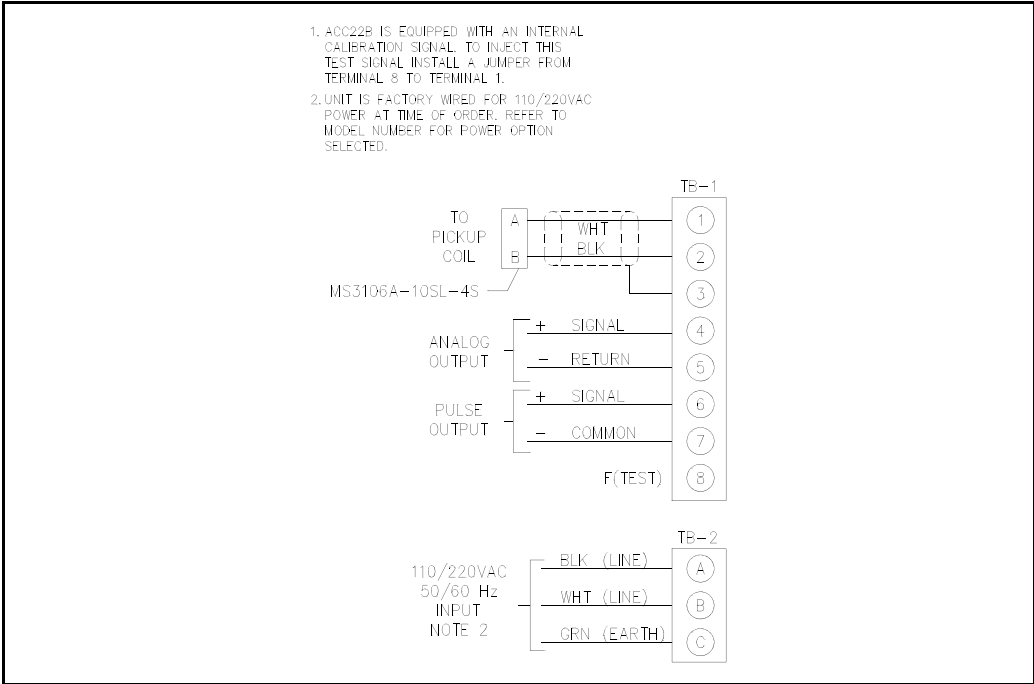 1. ACC22B IS EQUIPPED WITH AN INTERNAL
CALIBRATION SIGNAL. TO INJECT THIS
TEST SIGNAL INSTALL A JUMPER FROM
TERMINAL 8 TO TERMINAL 1.
2. UNIT IS FACTORY WIRED FOR 110/220VAC
POWER AT TIME OF ORDER. REFER TO
MODEL NUMBER FOR POWER OPTION
SELECTED.
TB-1
TO
PICKUP
COIL
A
B
WHT
BLK
1
2
3
MS3106A-10SL-4S
ANALOG
OUTPUT
+ SIGNAL
4
- RETURN
5
PULSE
OUTPUT
+ SIGNAL
6
- COMMON
7
F(TEST)
8
TB-2
110/220VAC
50/60 Hz
INPUT
NOTE 2
BLK (LINE)
A
WHT (LINE)
B
GRN (EARTH)
C